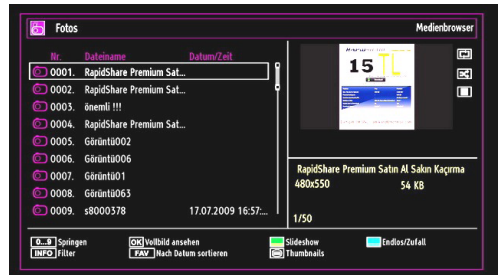 Fotos Medienbrowser
Nr. Dateiname Datum/Zeit
0001. RapidShare Premium Sat...
0002. RapidShare Premium Sat...
0003. önemli !!!
0004. RapidShare Premium Sat...
0005. Görüntü002
0006. Görüntü006
0007. Görüntü01
0008. Görüntü063
0009. s8000378 17.07.2009 16:57:...
15 TL
RapidShare Premium Satın Al Sakın Kaçırma
480x550 54 KB
1/50
0...9 Springen OK Vollbild ansehen Slideshow Endlos/Zufall
INFO Filter FAV Nach Datum sortieren Thumbnails